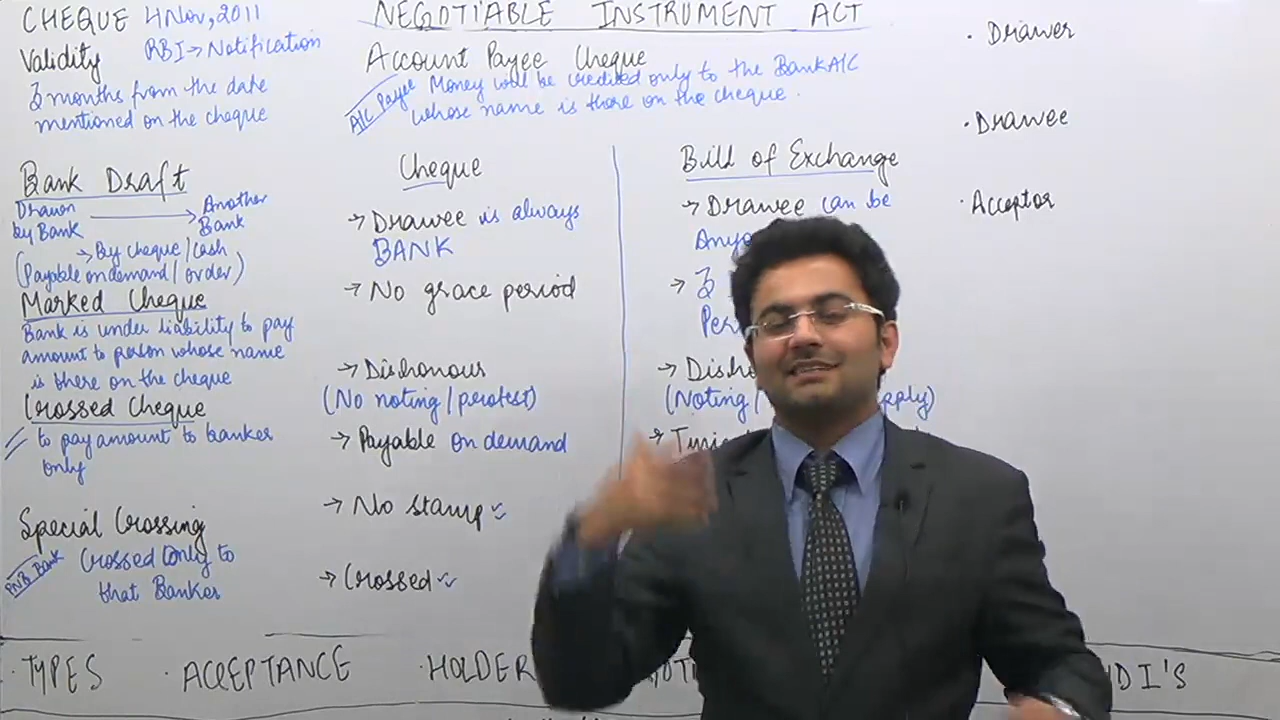 CHEQUE 4 Nov, 2011
Validity RBI → Notification
3 months from the date
mentioned on the cheque
NEGOTIABLE INSTRUMENT ACT
Account Payee Cheque
A/C Payee Money will be credited only to the Bank A/C
whose name is there on the cheque.
Bank Draft
Drawn → Another
by Bank Bank
→ By cheque/cash
(Payable on demand/order)
Marked Cheque
Bank is under liability to pay
amount to person whose name
is there on the cheque
Crossed Cheque
to pay amount to banker
only
Special Crossing
PNB Bank Crossed only to
that Banker
Cheque
→ Drawee is always
BANK
→ No grace period
→ Dishonour
(No noting/protest)
→ Payable on demand
→ No stamp
→ Crossed
Bill of Exchange
→ Drawee can be
→ 3
→
(Noting/
→
· Drawer
· Drawee
· Acceptor
· TYPES · ACCEPTANCE · HOLDER